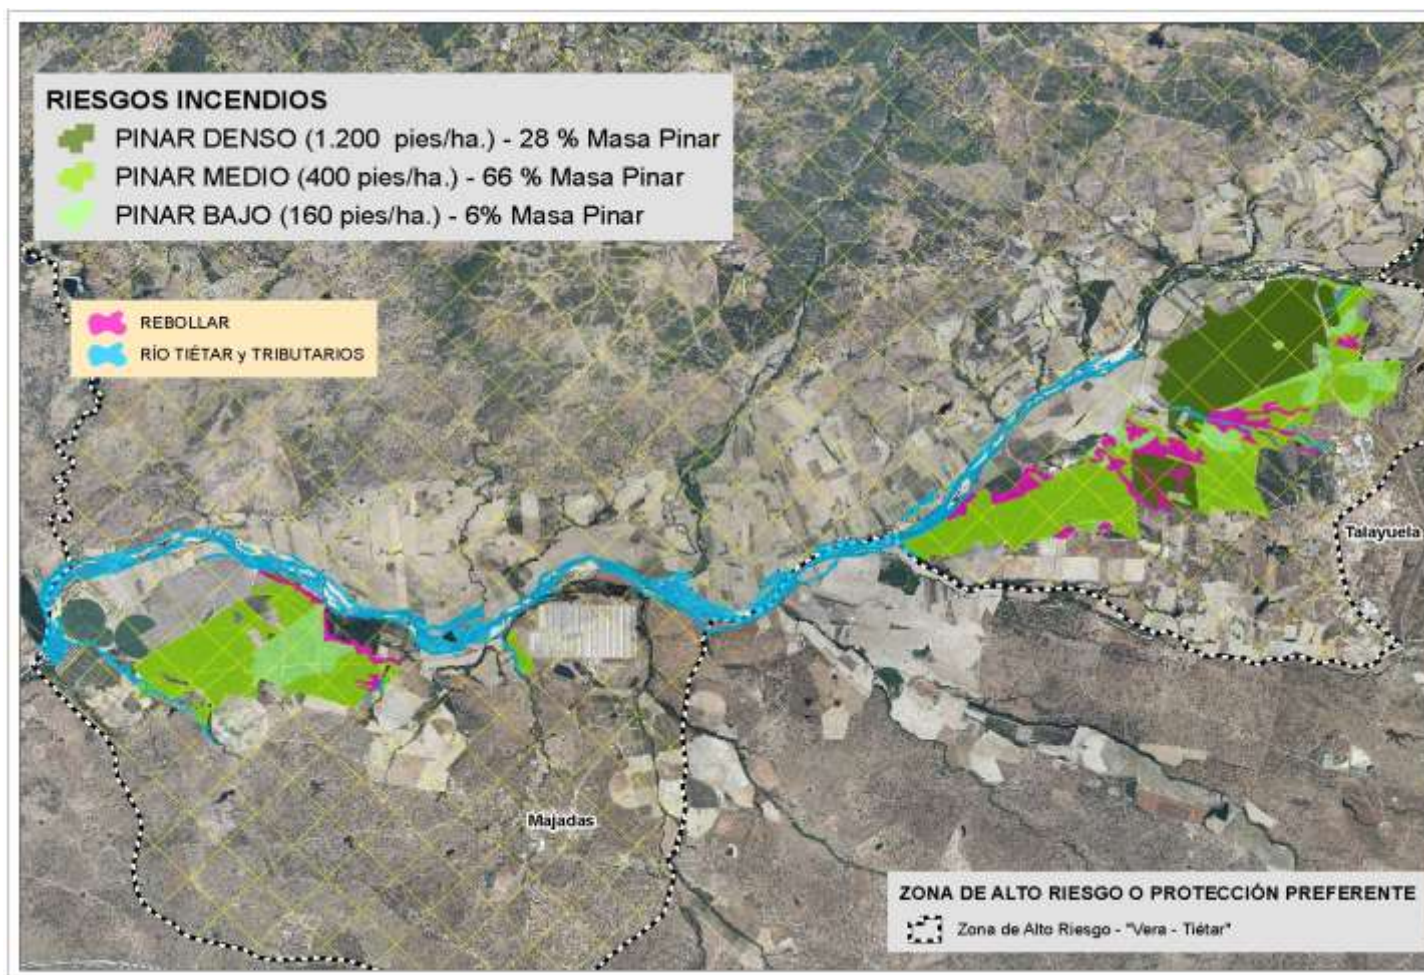 RIESGOS INCENDIOS
PINAR DENSO (1.200 pies/ha.) - 28 % Masa Pinar
PINAR MEDIO (400 pies/ha.) - 66 % Masa Pinar
PINAR BAJO (160 pies/ha.) - 6% Masa Pinar
REBOLLAR
RÍO TIÉTAR y TRIBUTARIOS
Talayuela
Majadas
ZONA DE ALTO RIESGO O PROTECCIÓN PREFERENTE
Zona de Alto Riesgo - "Vera - Tiétar"